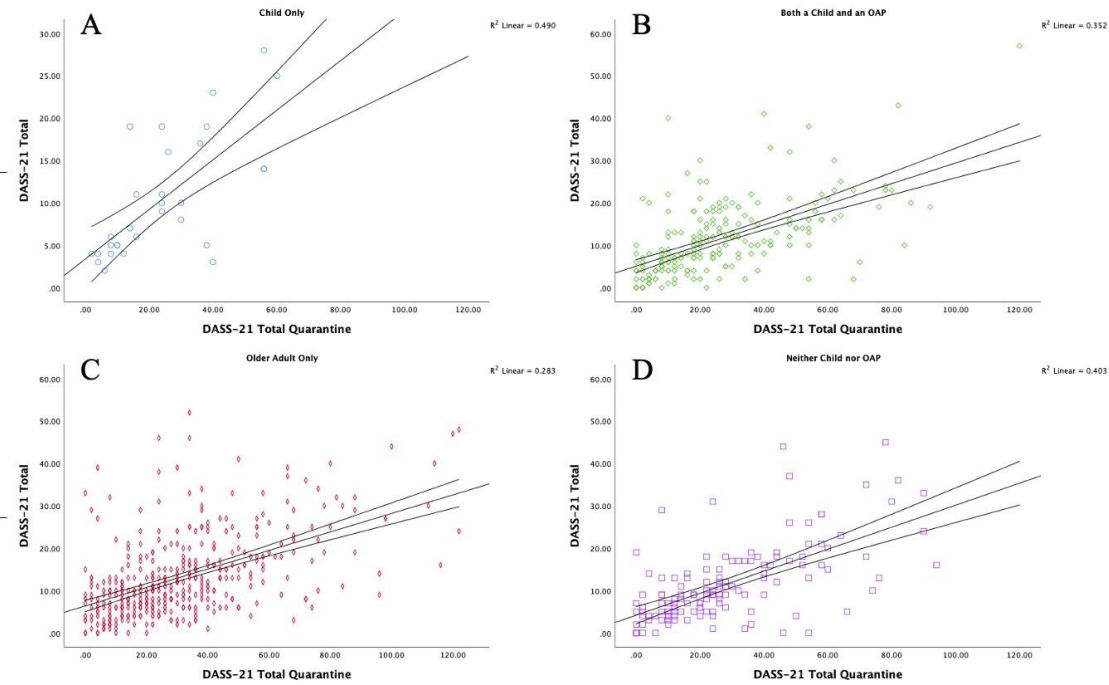 A
Child Only
R² Linear = 0.490
30.00
25.00
20.00
15.00
10.00
5.00
.00
DASS-21 Total
.00 20.00 40.00 60.00 80.00 100.00 120.00
DASS-21 Total Quarantine
B
Both a Child and an OAP
R² Linear = 0.352
60.00
50.00
40.00
30.00
20.00
10.00
.00
DASS-21 Total
.00 20.00 40.00 60.00 80.00 100.00 120.00
DASS-21 Total Quarantine
C
Older Adult Only
R² Linear = 0.283
60.00
50.00
40.00
30.00
20.00
10.00
.00
DASS-21 Total
.00 20.00 40.00 60.00 80.00 100.00 120.00
DASS-21 Total Quarantine
D
Neither Child nor OAP
R² Linear = 0.403
60.00
50.00
40.00
30.00
20.00
10.00
.00
DASS-21 Total
.00 20.00 40.00 60.00 80.00 100.00 120.00
DASS-21 Total Quarantine